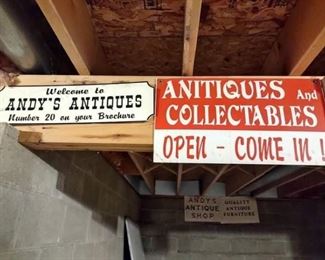 Welcome to
ANDY'S ANTIQUES
Number 20 on your Brochure
ANITIQUES And
COLLECTABLES
OPEN - COME IN !
ANDY'S
ANTIQUE
SHOP
QUALITY
ANTIQUE
FURNITURE